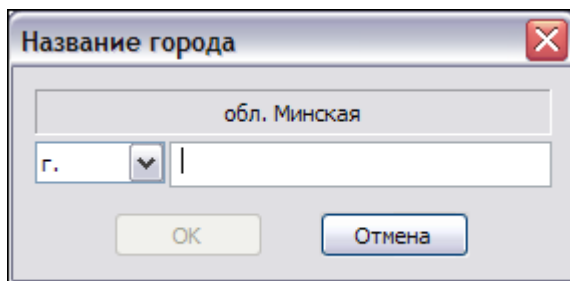 Название города
обл. Минская
г.
OK
Отмена